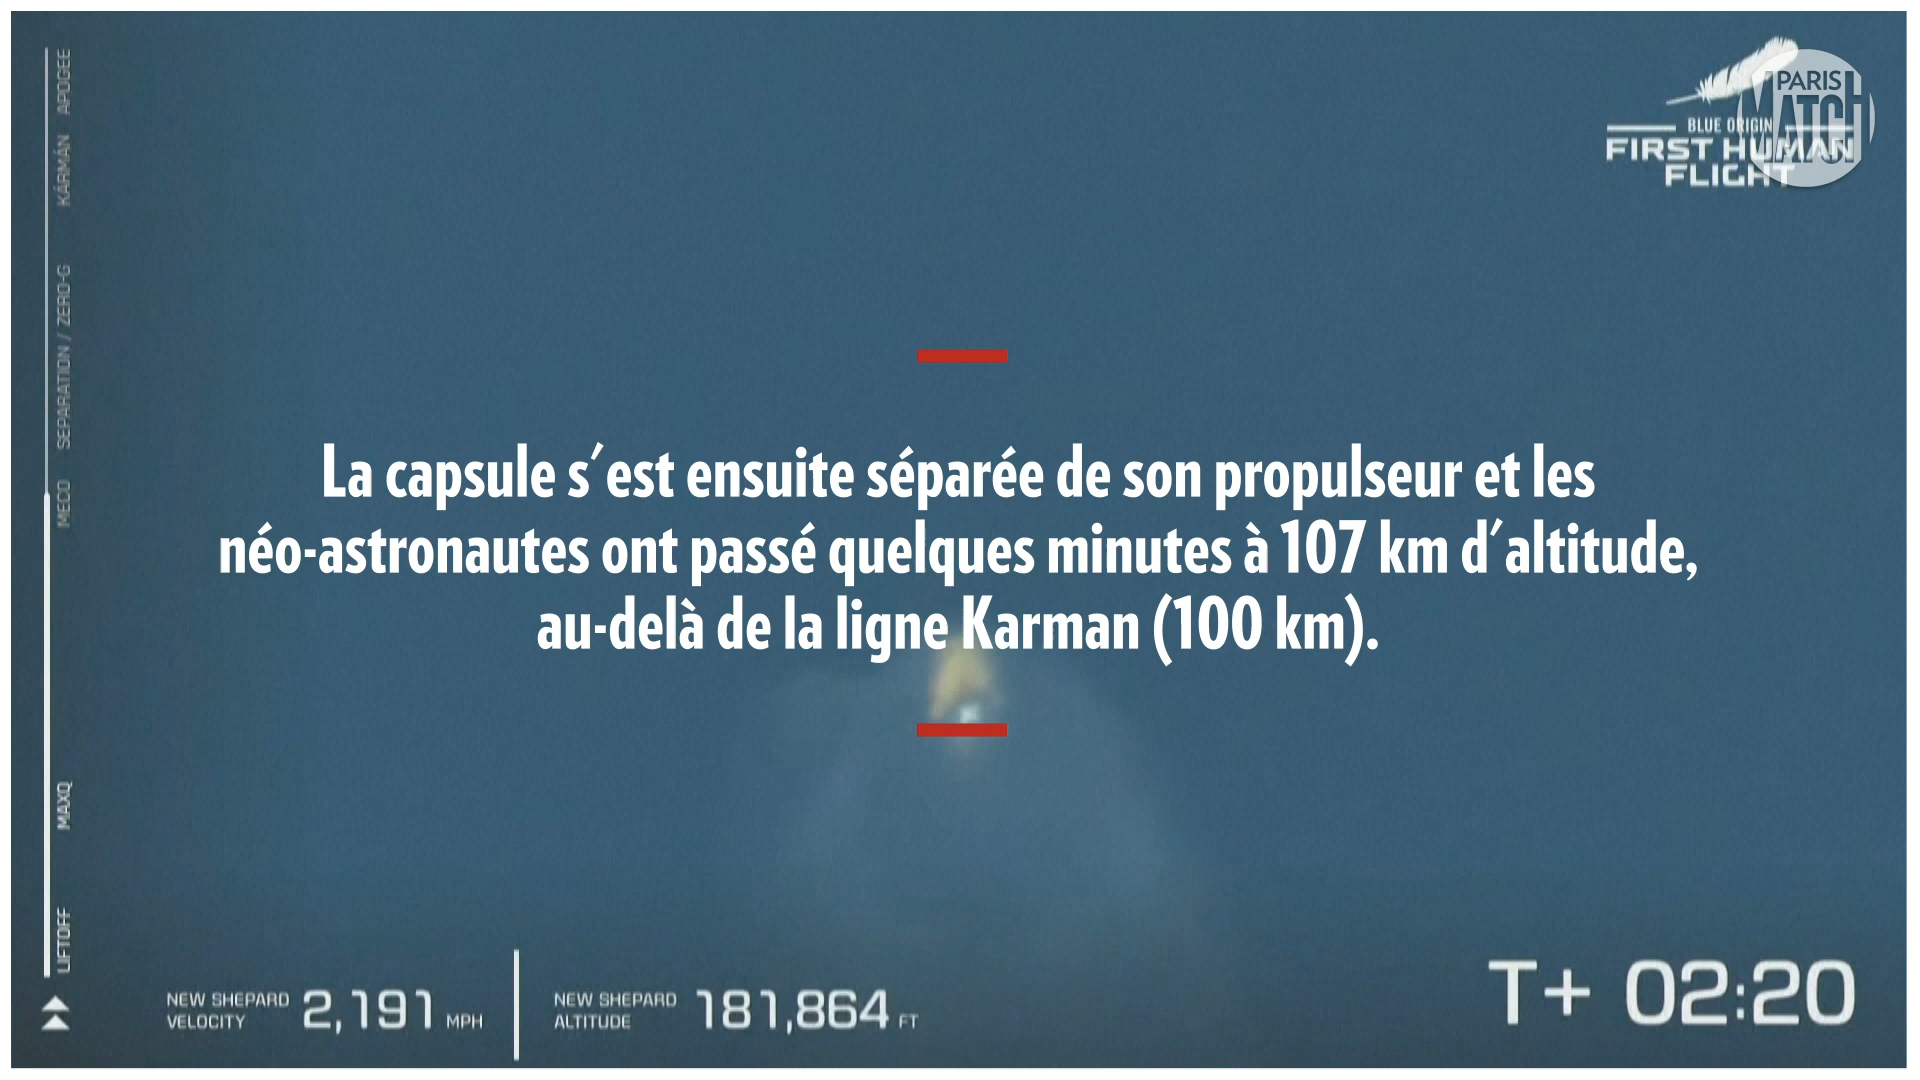 APOGEE
KÁRMÁN
SEPARATION / ZERO-G
MECO
MAXQ
LIFTOFF
PARIS
MATCH
BLUE ORIGIN
FIRST HUMAN
FLIGHT
La capsule s’est ensuite séparée de son propulseur et les
néo-astronautes ont passé quelques minutes à 107 km d’altitude,
au-delà de la ligne Karman (100 km).
NEW SHEPARD
VELOCITY
2,191 MPH
NEW SHEPARD
ALTITUDE
181,864 FT
T+ 02:20